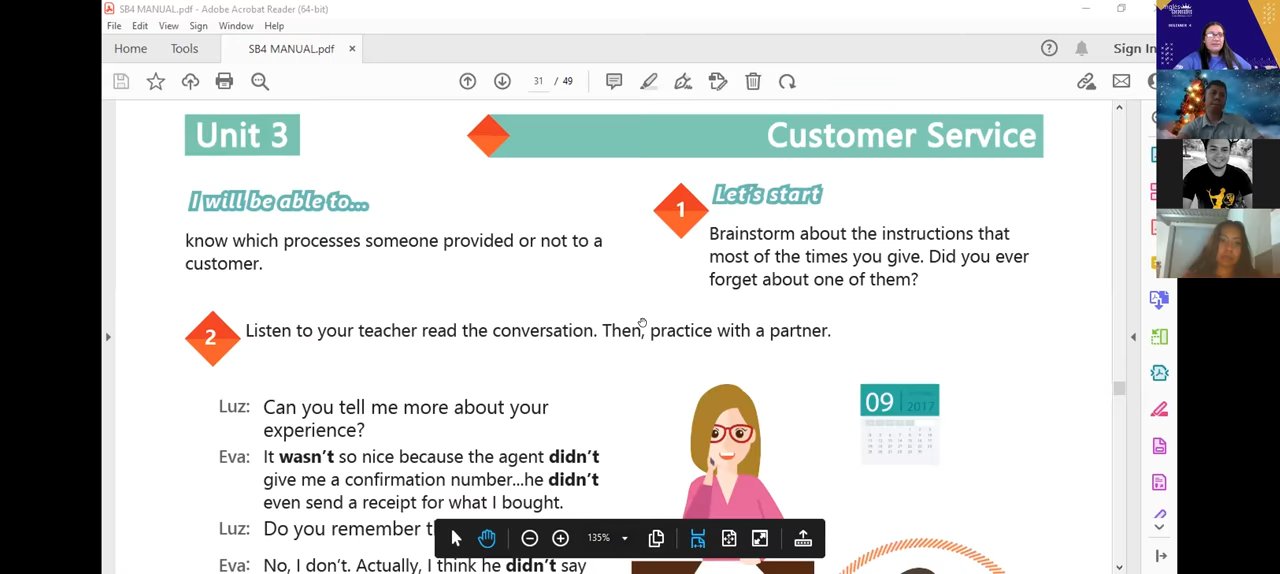 SB4 MANUAL.pdf - Adobe Acrobat Reader (64-bit)
File Edit View Sign Window Help
Home Tools SB4 MANUAL.pdf × Sign In
31 / 49
Unit 3
Customer Service
I will be able to...
know which processes someone provided or not to a
customer.
1
Let's start
Brainstorm about the instructions that
most of the times you give. Did you ever
forget about one of them?
2
Listen to your teacher read the conversation. Then, practice with a partner.
Luz: Can you tell me more about your
experience?
Eva: It wasn't so nice because the agent didn't
give me a confirmation number...he didn't
even send a receipt for what I bought.
Luz: Do you remember t
Eva: No, I don't. Actually, I think he didn't say
09 2017
135%